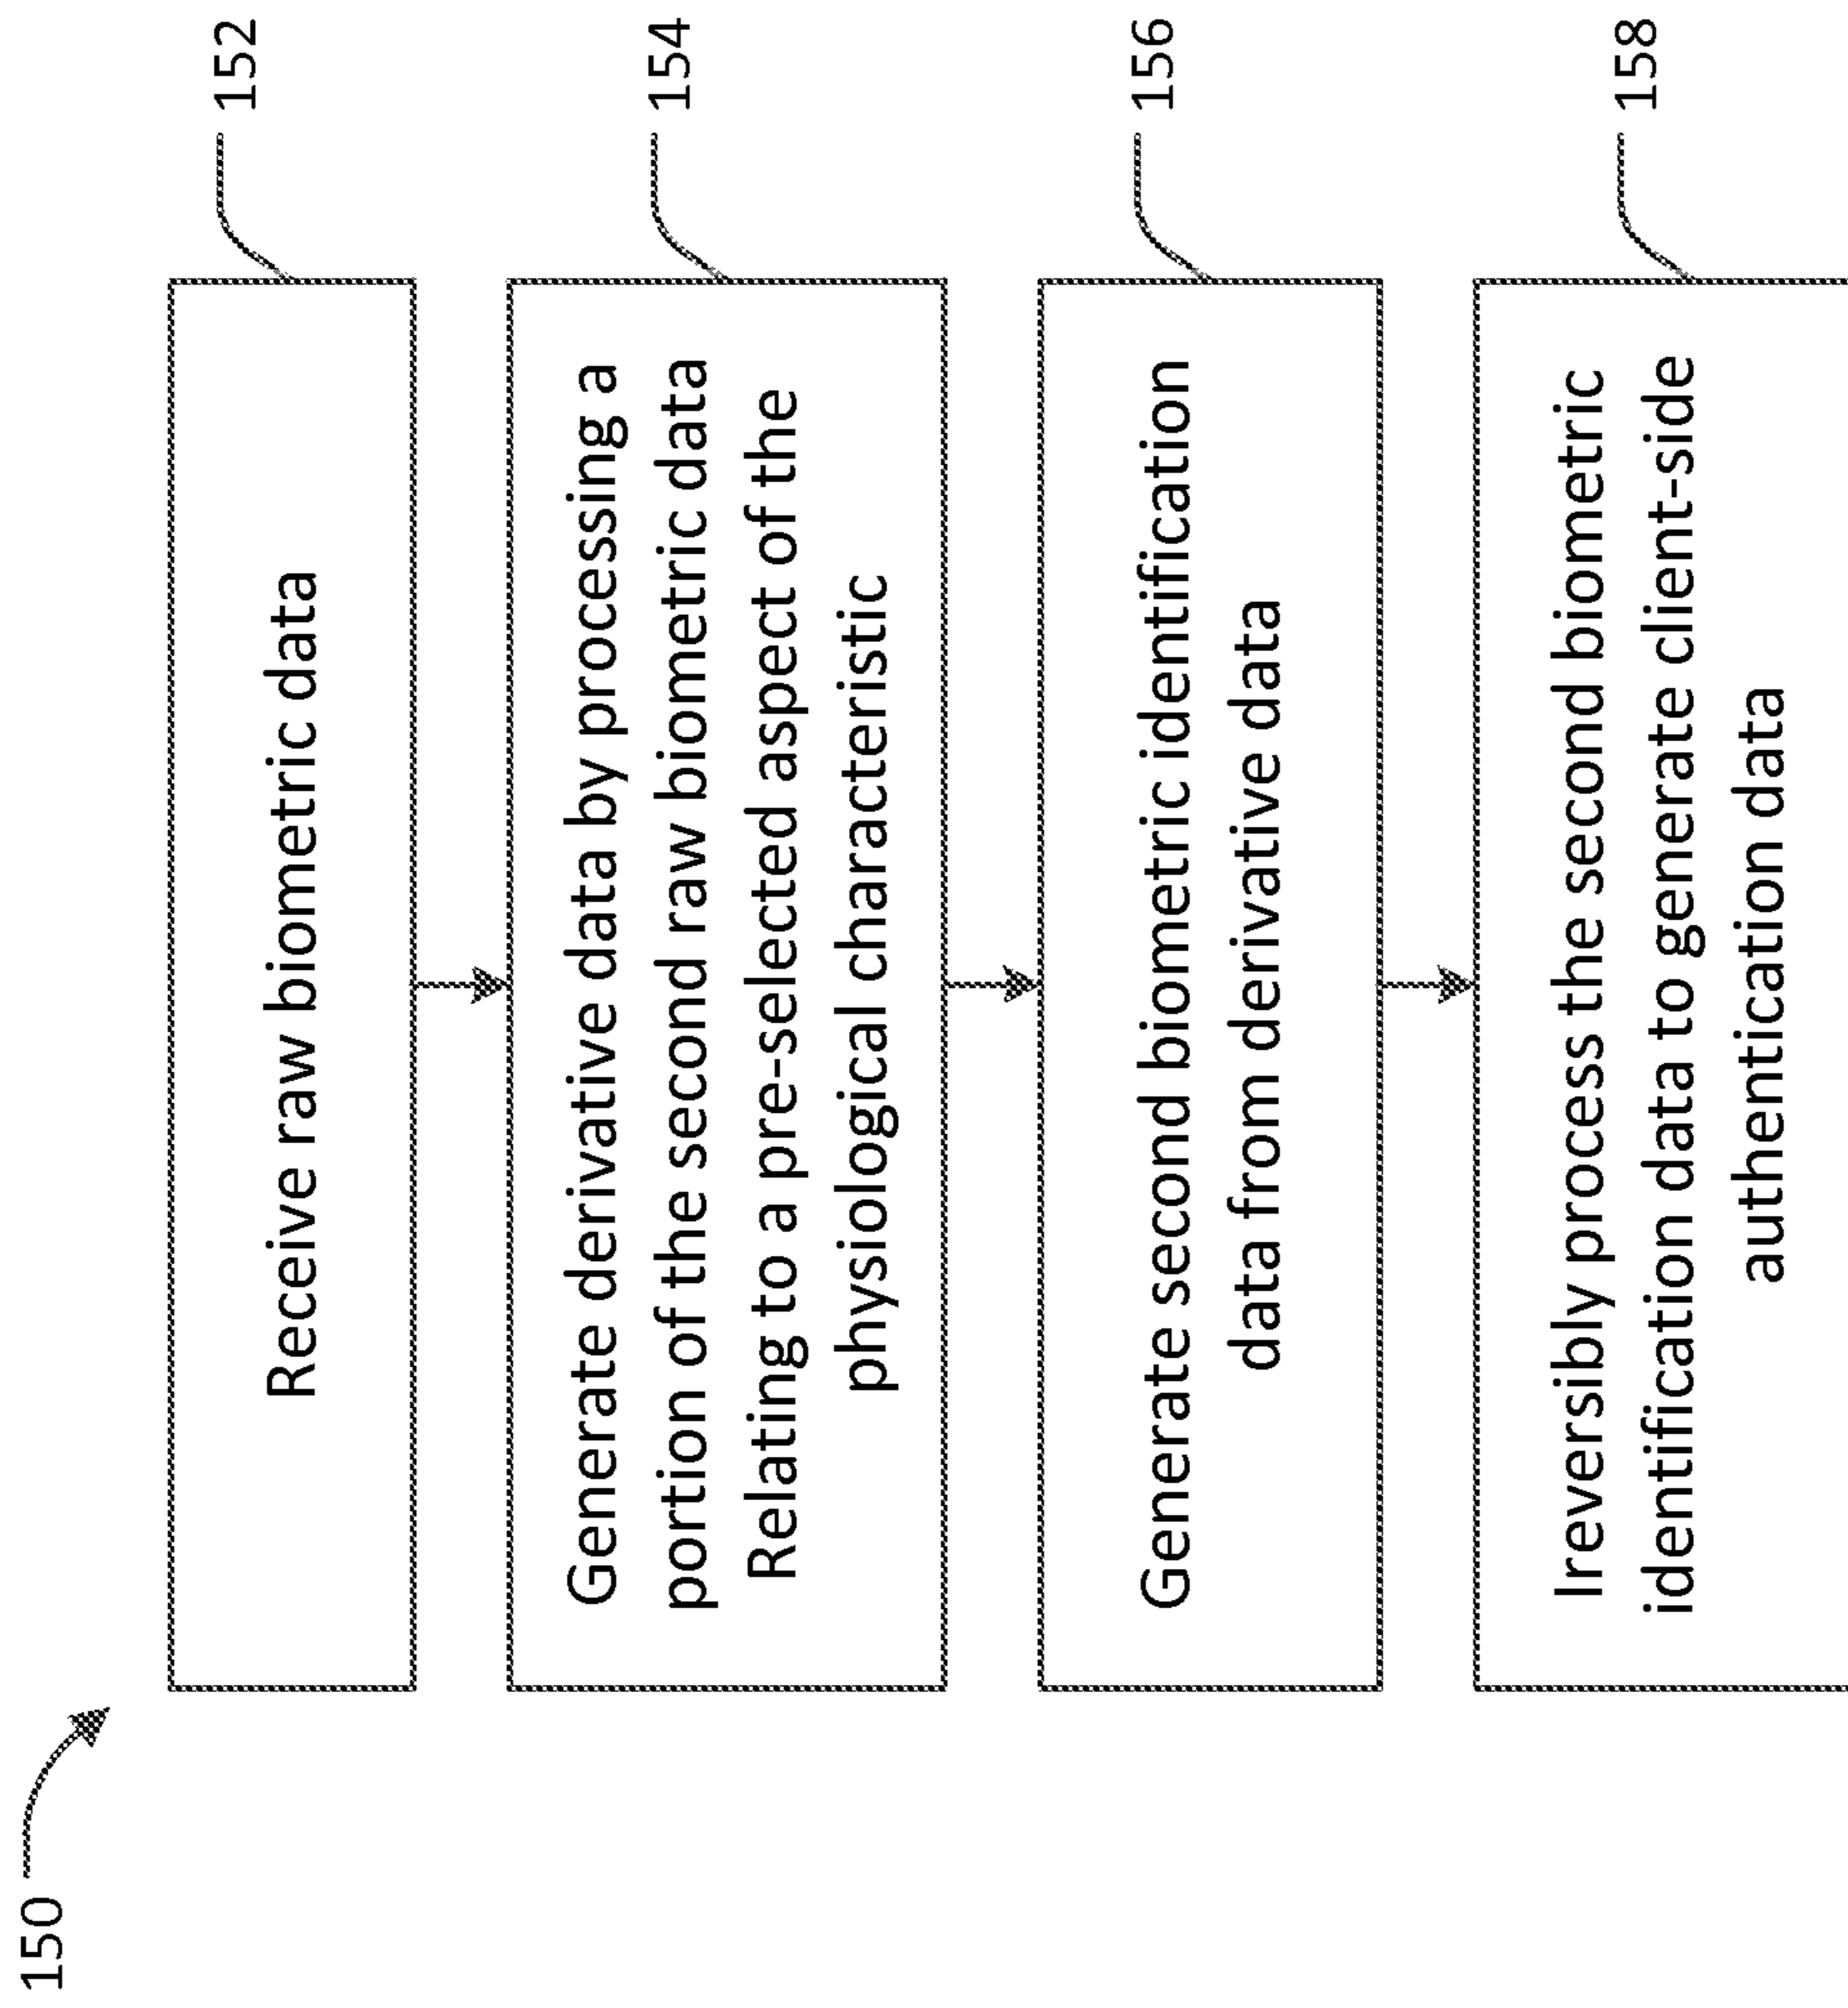 150
152
Receive raw biometric data
154
Generate derivative data by processing a
portion of the second raw biometric data
Relating to a pre-selected aspect of the
physiological characteristic
156
Generate second biometric identification
data from derivative data
158
Ireversibly process the second biometric
identification data to generate client-side
authentication data